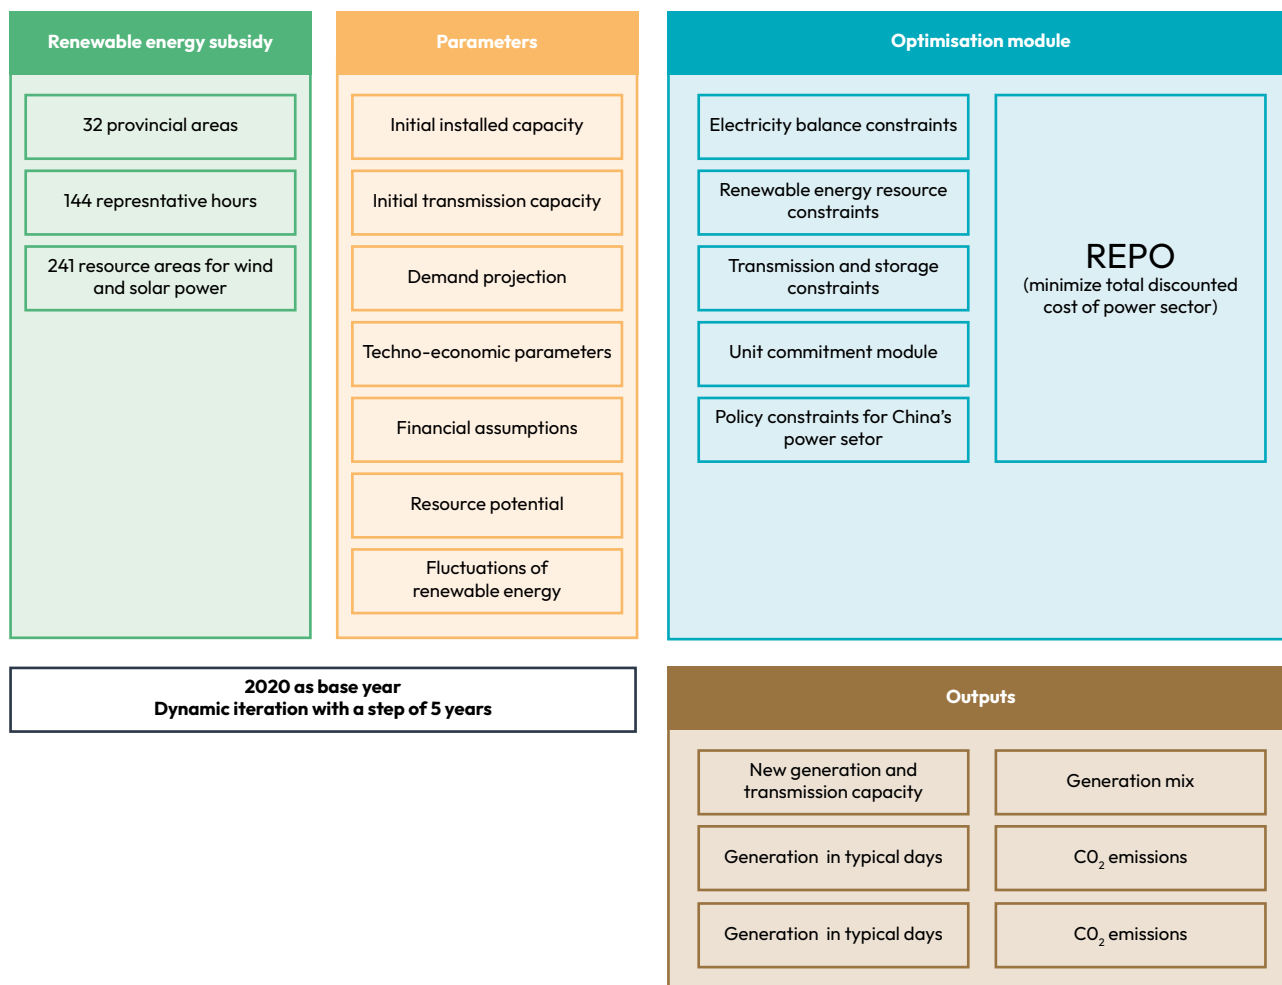 Renewable energy subsidy
32 provincial areas
144 represntative hours
241 resource areas for wind
and solar power
Parameters
Initial installed capacity
Initial transmission capacity
Demand projection
Techno-economic parameters
Financial assumptions
Resource potential
Fluctuations of
renewable energy
Optimisation module
Electricity balance constraints
Renewable energy resource
constraints
Transmission and storage
constraints
Unit commitment module
Policy constraints for China’s
power setor
REPO
(minimize total discounted
cost of power sector)
2020 as base year
Dynamic iteration with a step of 5 years
Outputs
New generation and
transmission capacity
Generation mix
Generation  in typical days
C0₂ emissions
Generation  in typical days
C0₂ emissions